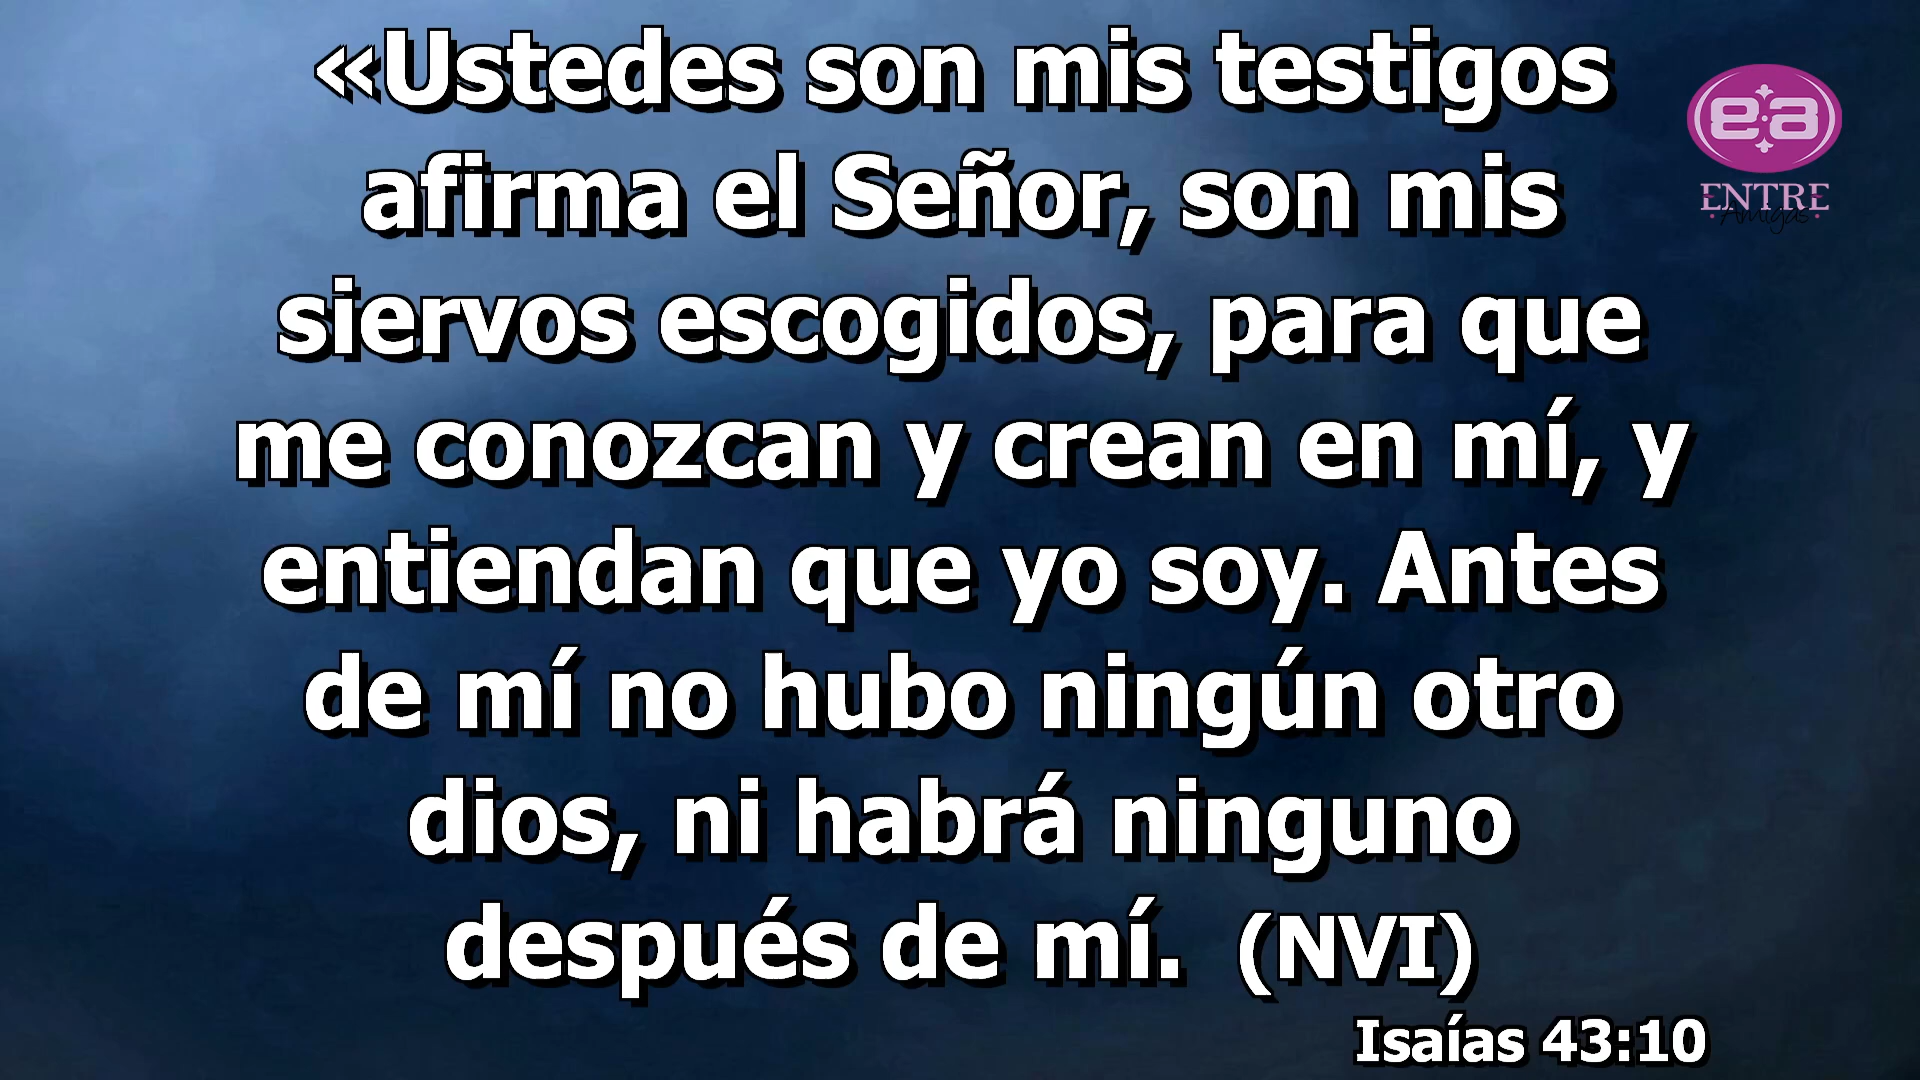 «Ustedes son mis testigos
afirma el Señor, son mis
siervos escogidos, para que
me conozcan y crean en mí, y
entiendan que yo soy. Antes
de mí no hubo ningún otro
dios, ni habrá ninguno
después de mí. (NVI)
Isaías 43:10
ea
ENTRE
Amigas